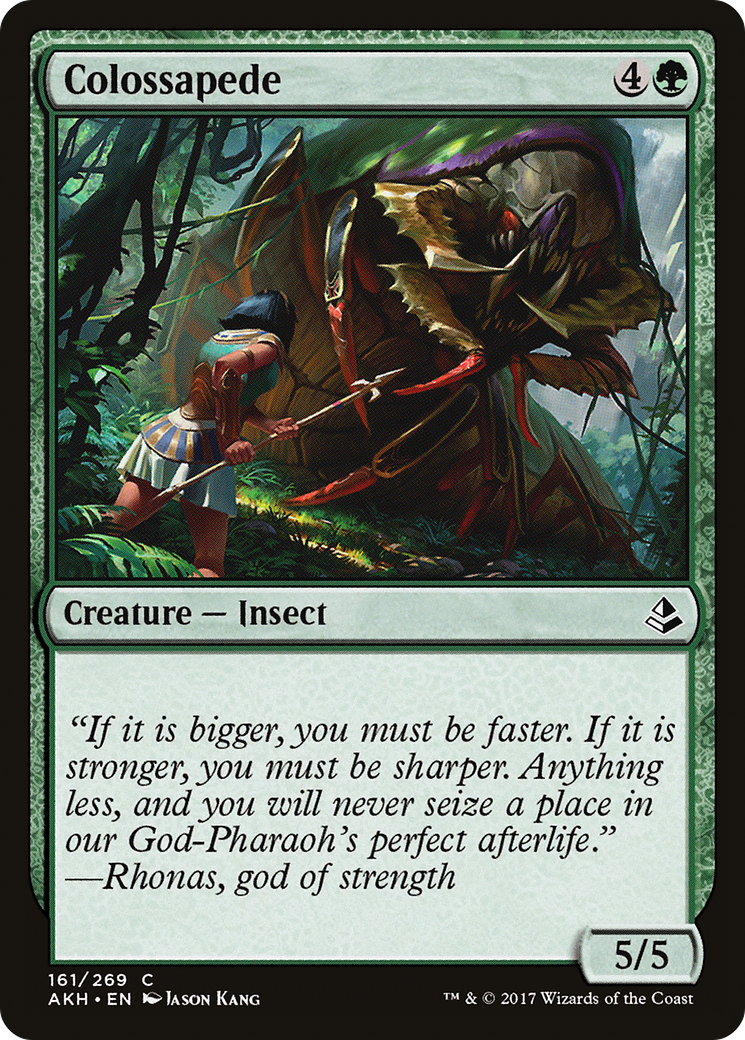 Colossapede 4
Creature — Insect
“If it is bigger, you must be faster. If it is
stronger, you must be sharper. Anything
less, and you will never seize a place in
our God-Pharaoh’s perfect afterlife.”
—Rhonas, god of strength
5/5
161/269 C
AKH • EN Jason Kang
™ & © 2017 Wizards of the Coast